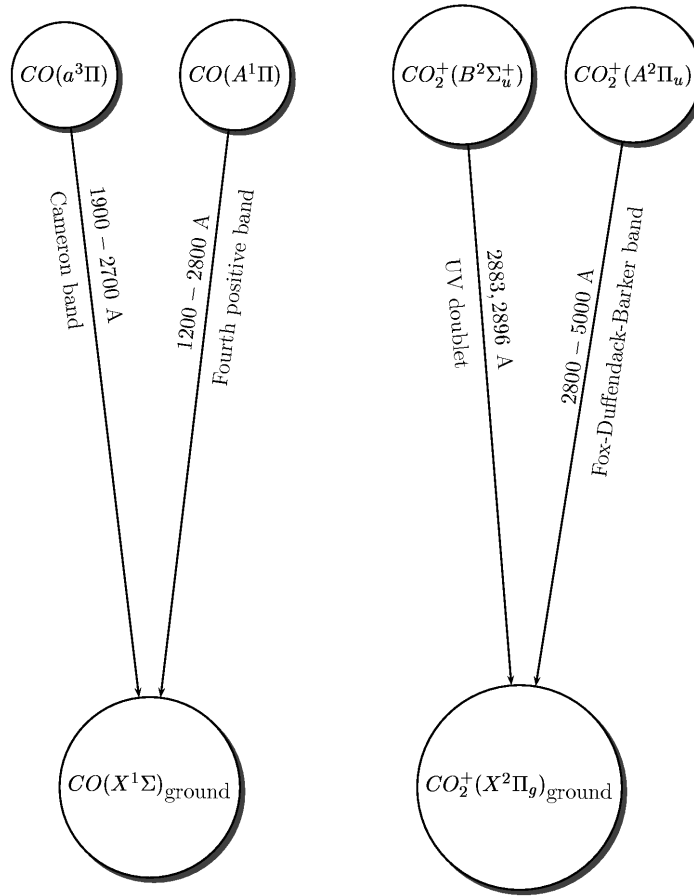 CO(a³Π)
CO(A¹Π)
CO₂⁺(B²Σᵤ⁺)
CO₂⁺(A²Πᵤ)
1900 − 2700 A
Cameron band
1200 − 2800 A
Fourth positive band
2883, 2896 A
UV doublet
2800 − 5000 A
Fox-Duffendack-Barker band
CO(X¹Σ)ground
CO₂⁺(X²Πg)ground